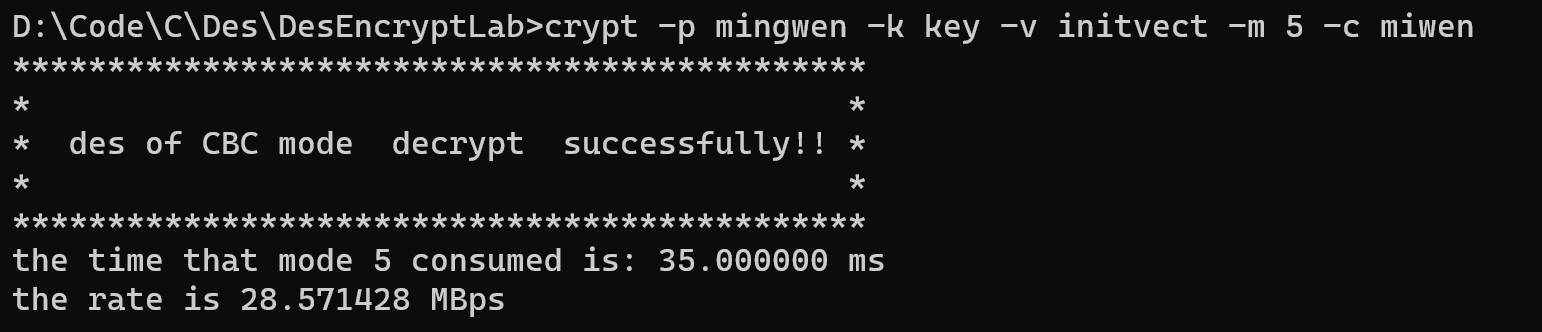 D:\Code\C\Des\DesEncryptLab>crypt -p mingwen -k key -v initvect -m 5 -c miwen
*********************************************
*                                           *
*  des of CBC mode  decrypt  successfully!! *
*                                           *
*********************************************
the time that mode 5 consumed is: 35.000000 ms
the rate is 28.571428 MBps